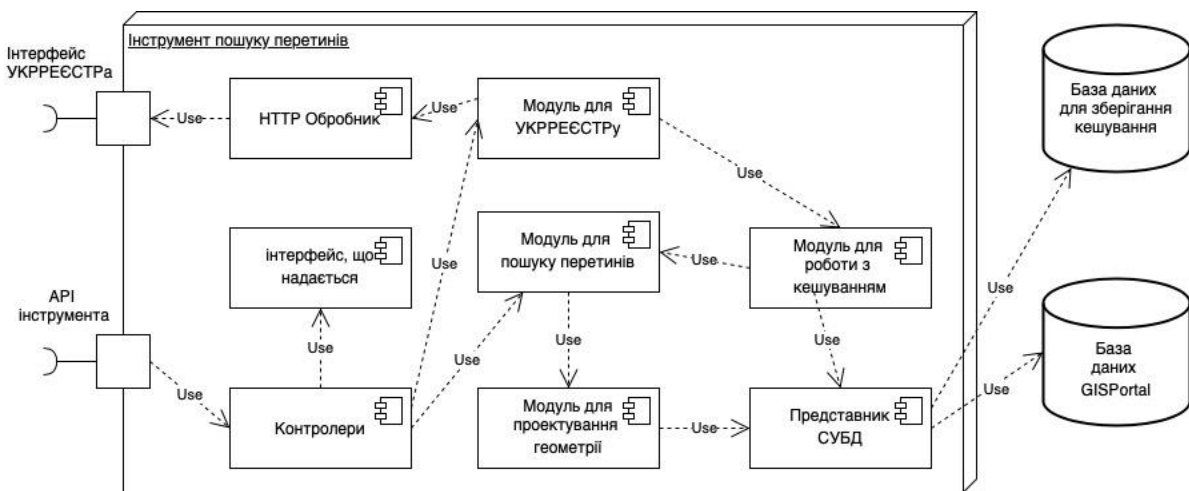 Інструмент пошуку перетинів
Інтерфейс
УКРРЕЄСТРа
Use
HTTP Обробник
Use
Модуль для
УКРРЕЄСТРу
База даних
для зберігання
кешування
Use
Use
інтерфейс, що
надається
Модуль для
пошуку перетинів
Use
Модуль для
роботи з
кешуванням
Use
АРІ
інструмента
Use
Use
Use
Use
Use
База
даних
GISPortal
Use
Контролери
Модуль для
проектування
геометрії
Use
Представник
СУБД
Use